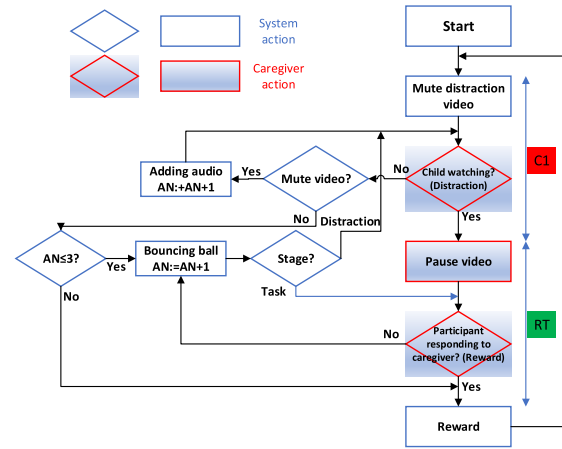 System
action
Caregiver
action
Start
Mute distraction
video
C1
Adding audio
AN:+AN+1
Yes
Mute video?
No
Child watching?
(Distraction)
No
Distraction
Yes
AN≤3?
Yes
Bouncing ball
AN:=AN+1
Stage?
Pause video
No
Task
RT
No
Participant
responding to
caregiver? (Reward)
Yes
Reward